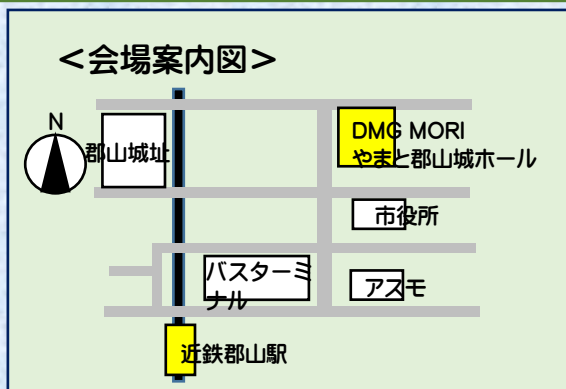 ＜会場案内図＞
N
郡山城址
DMG MORI
やまと郡山城ホール
市役所
バスターミ
ナル
アスモ
近鉄郡山駅